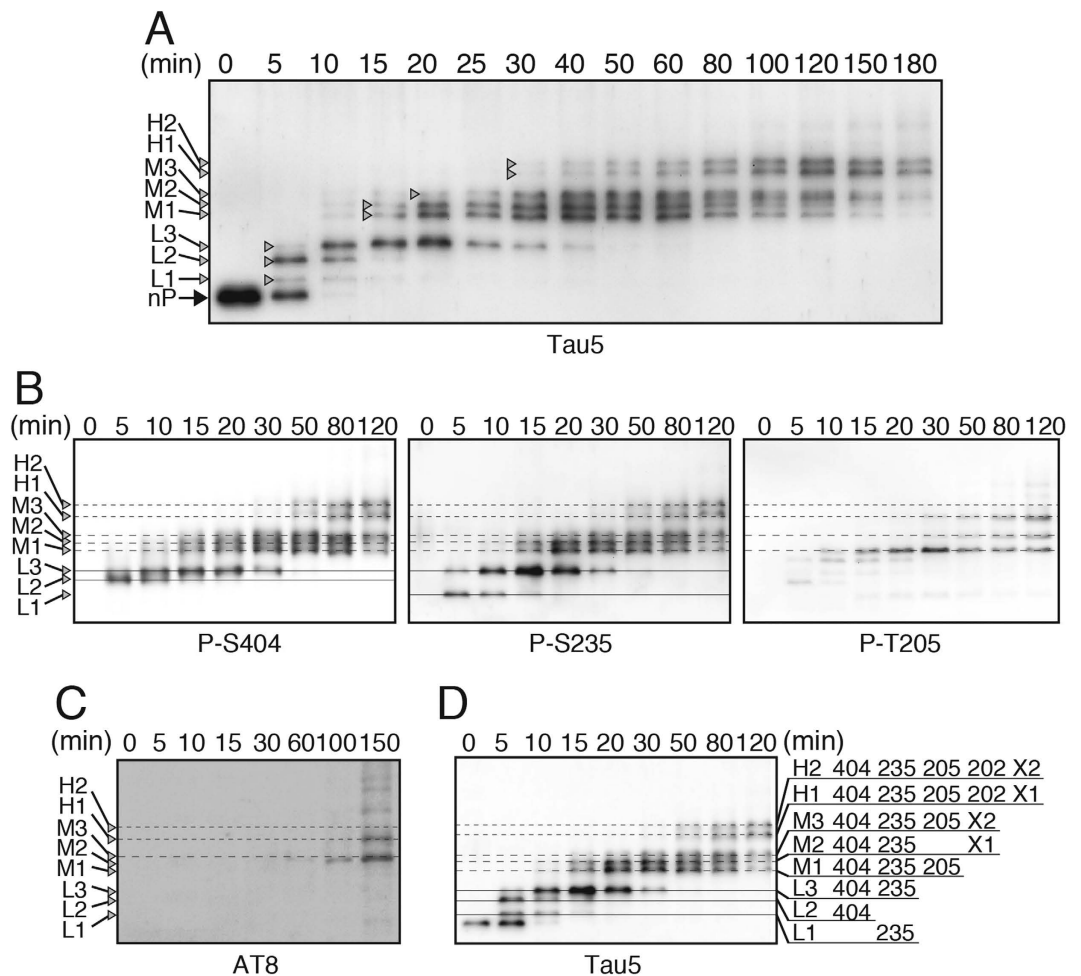 A
(min) 0 5 10 15 20 25 30 40 50 60 80 100 120 150 180
H2
H1
M3
M2
M1
L3
L2
L1
nP
Tau5
B
(min) 0 5 10 15 20 30 50 80 120 0 5 10 15 20 30 50 80 120 0 5 10 15 20 30 50 80 120
H2
H1
M3
M2
M1
L3
L2
L1
P-S404 P-S235 P-T205
C
(min) 0 5 10 15 30 60 100 150
H2
H1
M3
M2
M1
L3
L2
L1
AT8
D
0 5 10 15 20 30 50 80 120 (min)
H2 404 235 205 202 X2
H1 404 235 205 202 X1
M3 404 235 205 X2
M2 404 235 X1
M1 404 235 205
L3 404 235
L2 404
L1 235
Tau5